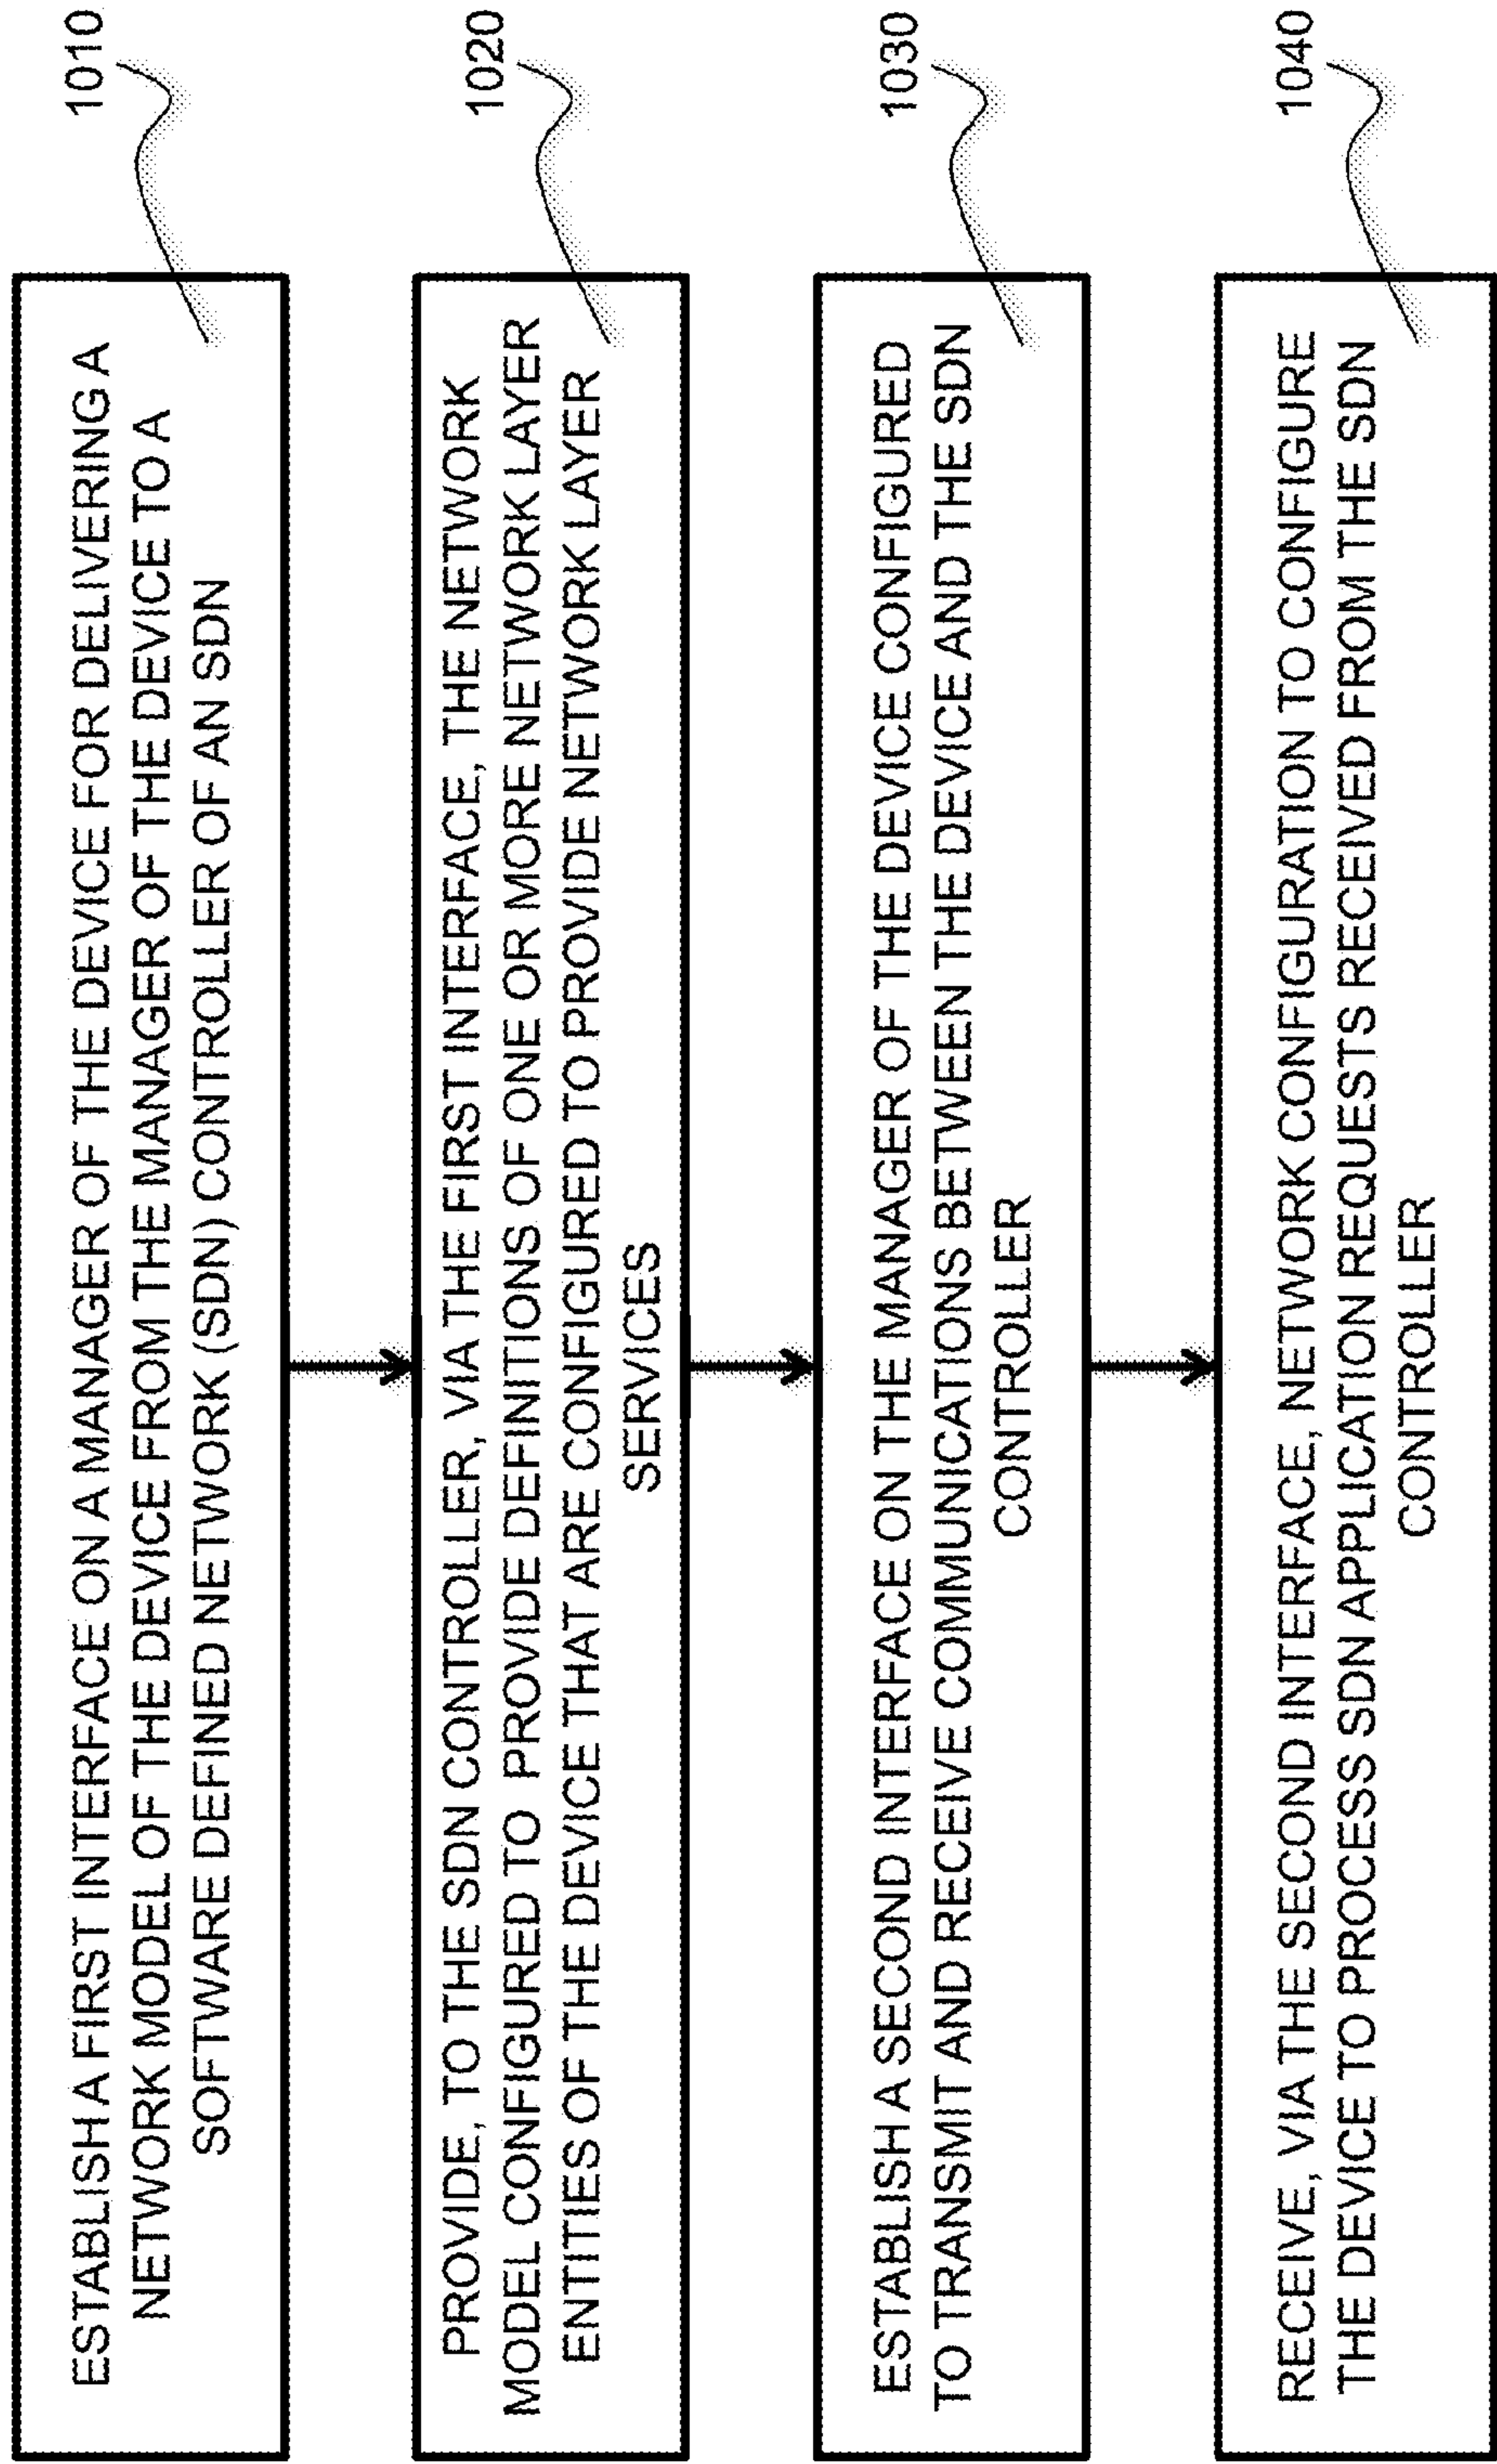 1010
ESTABLISH A FIRST INTERFACE ON A MANAGER OF THE DEVICE FOR DELIVERING A
NETWORK MODEL OF THE DEVICE FROM THE MANAGER OF THE DEVICE TO A
SOFTWARE DEFINED NETWORK (SDN) CONTROLLER OF AN SDN
1020
PROVIDE, TO THE SDN CONTROLLER, VIA THE FIRST INTERFACE, THE NETWORK
MODEL CONFIGURED TO PROVIDE DEFINITIONS OF ONE OR MORE NETWORK LAYER
ENTITIES OF THE DEVICE THAT ARE CONFIGURED TO PROVIDE NETWORK LAYER
SERVICES
1030
ESTABLISH A SECOND INTERFACE ON THE MANAGER OF THE DEVICE CONFIGURED
TO TRANSMIT AND RECEIVE COMMUNICATIONS BETWEEN THE DEVICE AND THE SDN
CONTROLLER
1040
RECEIVE, VIA THE SECOND INTERFACE, NETWORK CONFIGURATION TO CONFIGURE
THE DEVICE TO PROCESS SDN APPLICATION REQUESTS RECEIVED FROM THE SDN
CONTROLLER